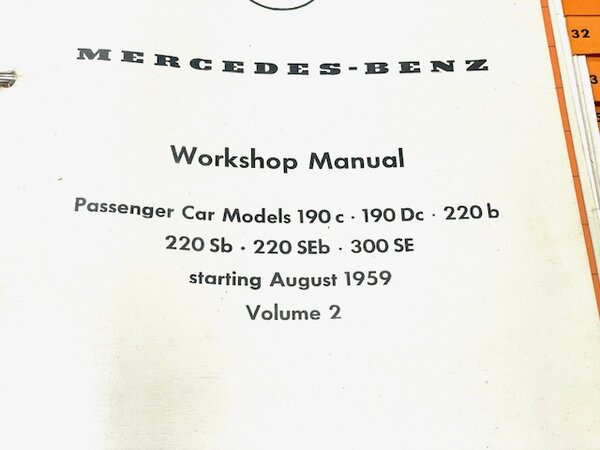 MERCEDES-BENZ
Workshop Manual
Passenger Car Models 190 c · 190 Dc · 220 b
220 Sb · 220 SEb · 300 SE
starting August 1959
Volume 2
32